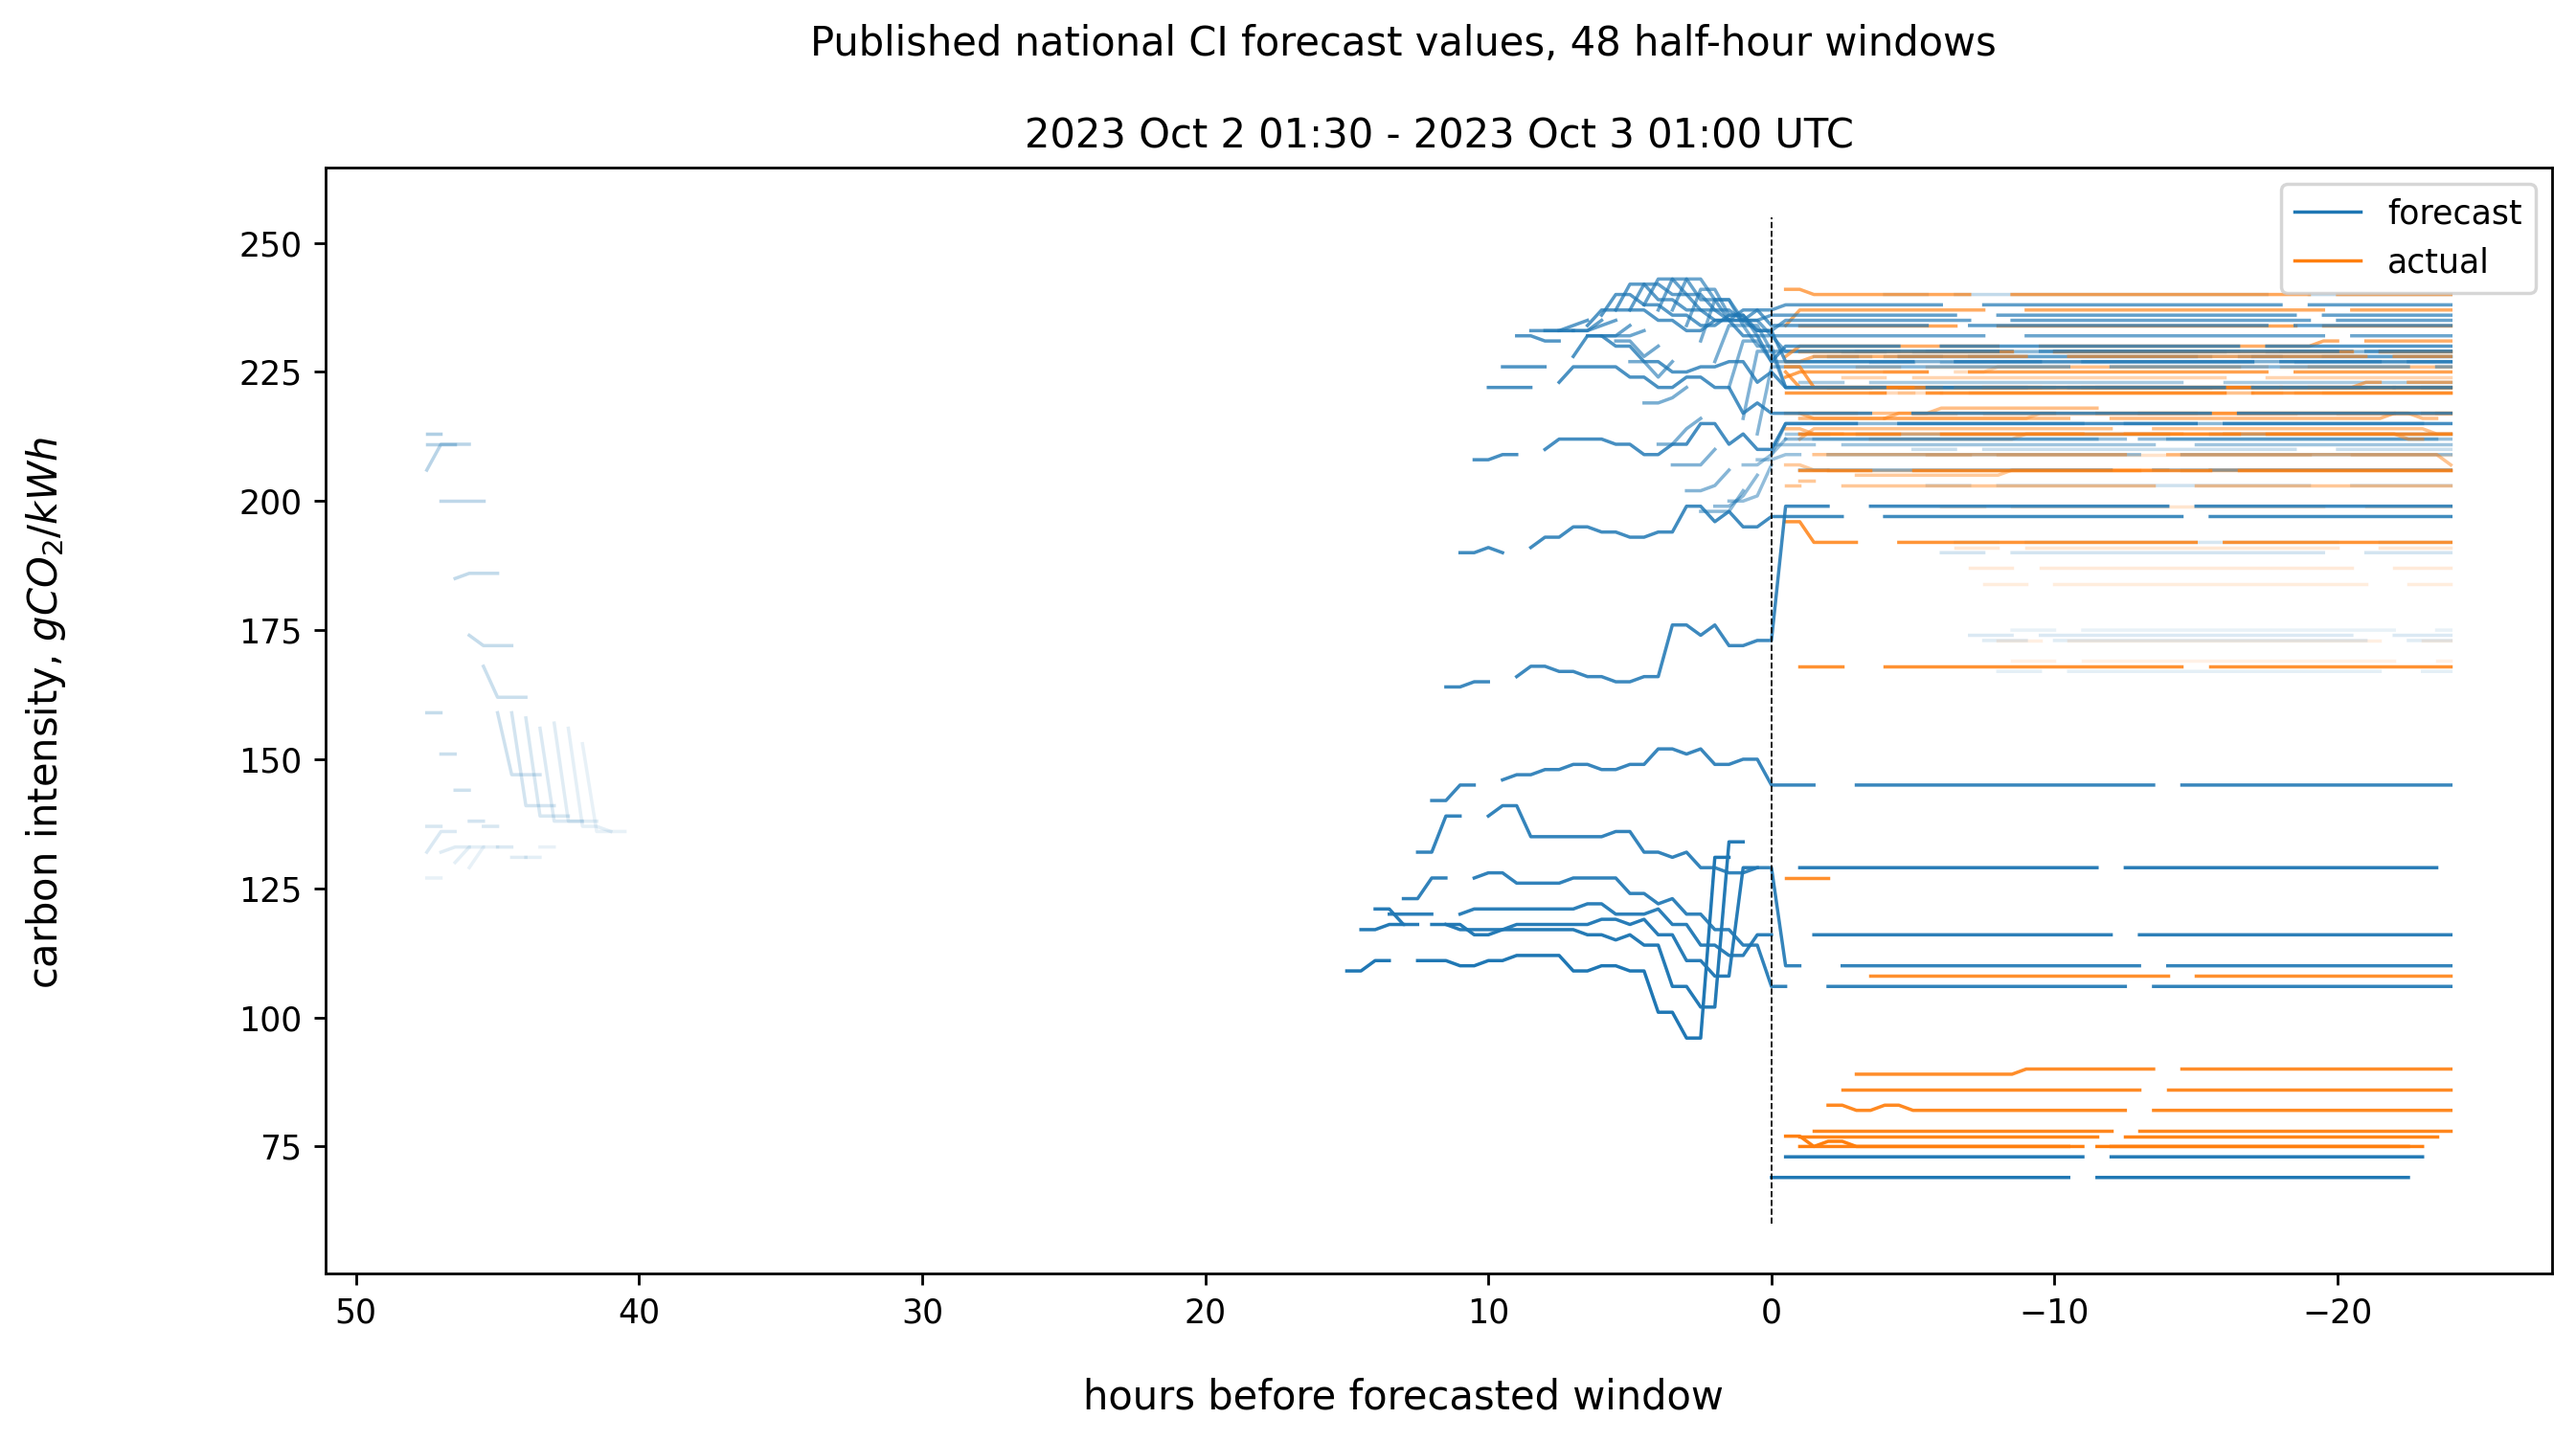 Published national CI forecast values, 48 half-hour windows
2023 Oct 2 01:30 - 2023 Oct 3 01:00 UTC
forecast
actual
carbon intensity, gCO₂/kWh
250
225
200
175
150
125
100
75
50 40 30 20 10 0 −10 −20
hours before forecasted window